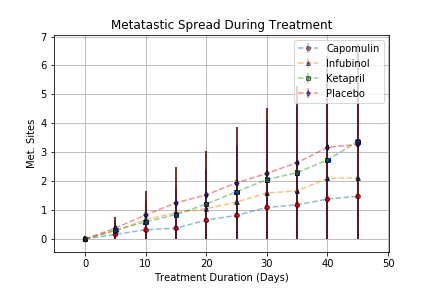 Metatastic Spread During Treatment
7
6
5
4
3
2
1
0
Met. Sites
Capomulin
Infubinol
Ketapril
Placebo
0
10
20
30
40
50
Treatment Duration (Days)